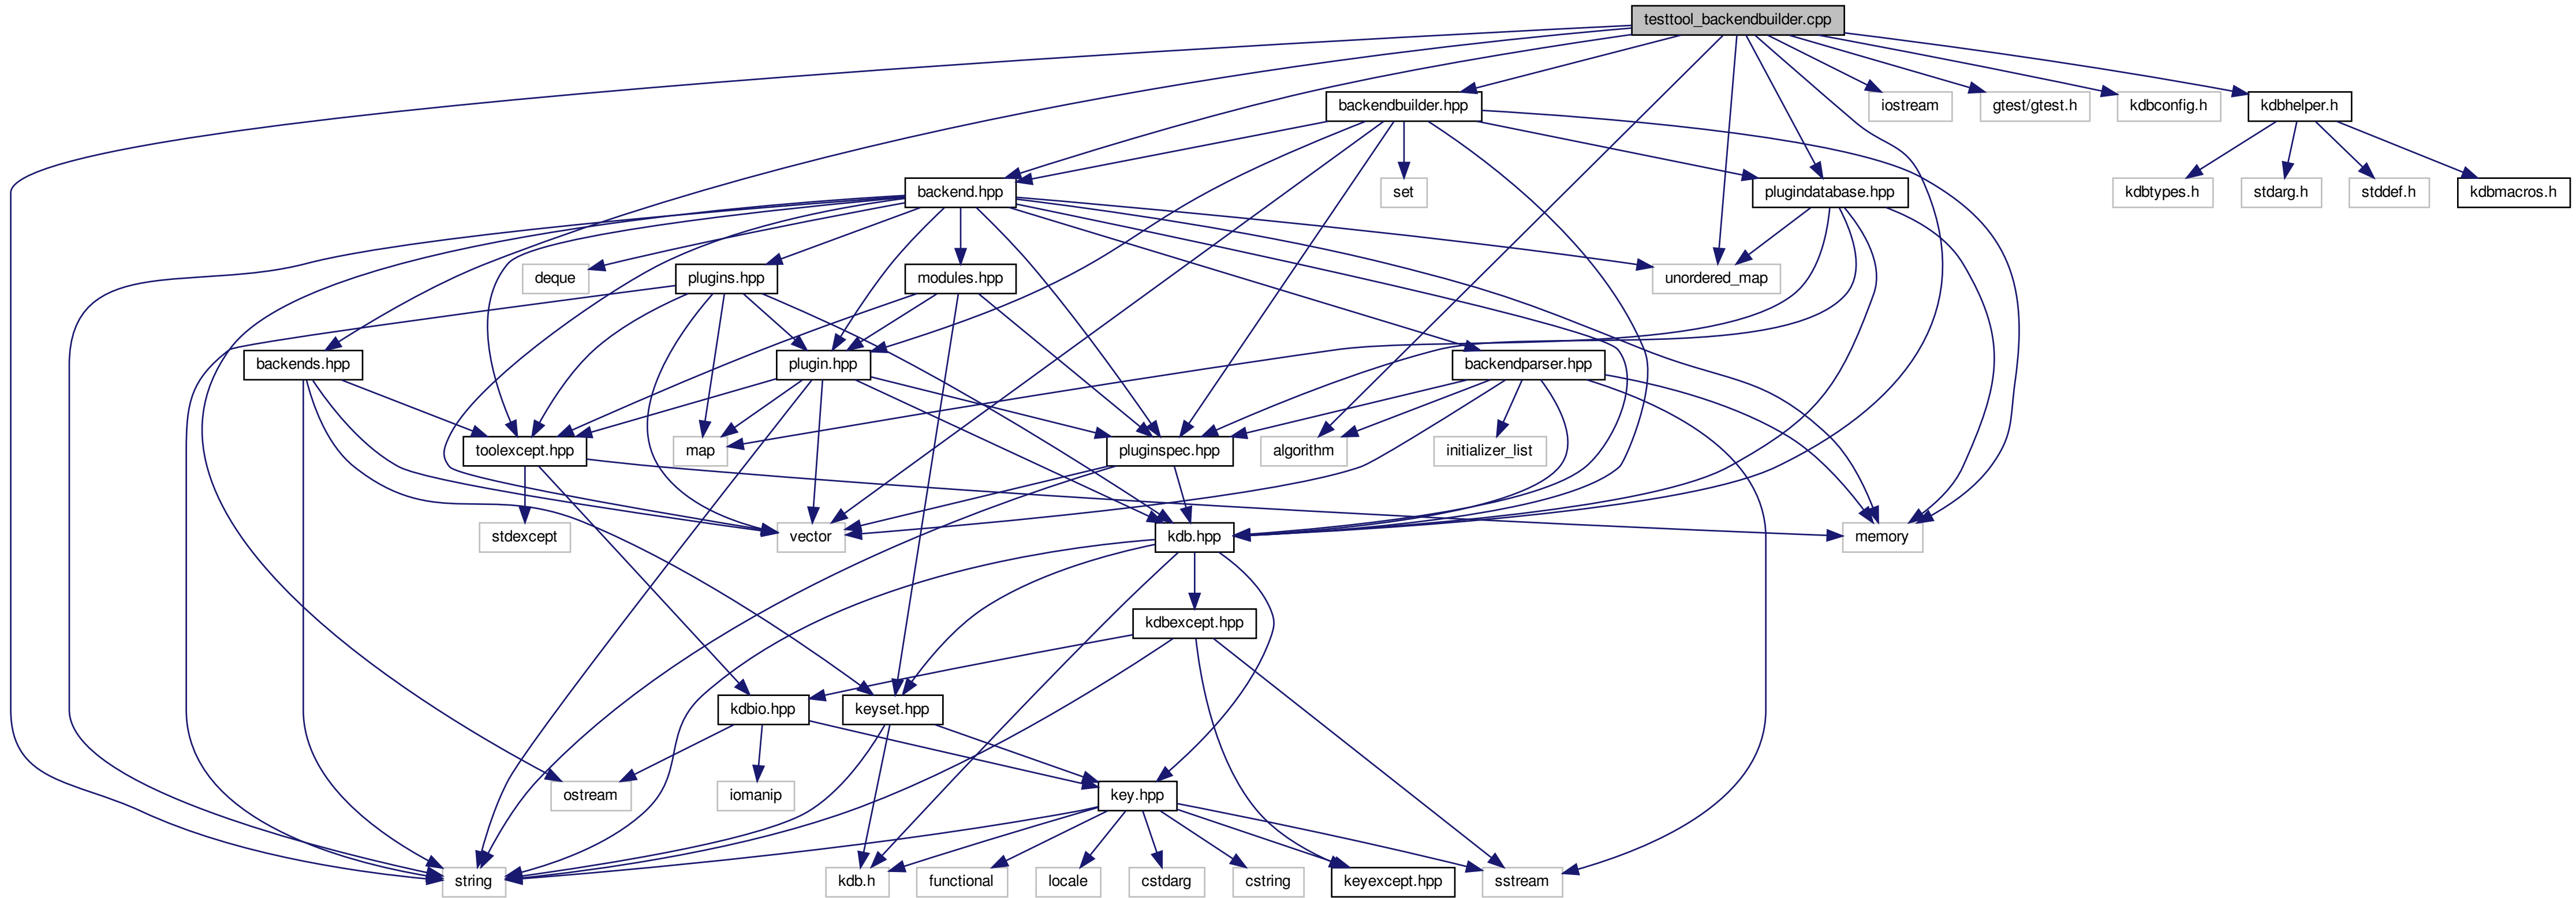 testtool_backendbuilder.cpp
backendbuilder.hpp
iostream
gtest/gtest.h
kdbconfig.h
kdbhelper.h
backend.hpp
set
plugindatabase.hpp
kdbtypes.h
stdarg.h
stddef.h
kdbmacros.h
deque
plugins.hpp
modules.hpp
unordered_map
backends.hpp
plugin.hpp
backendparser.hpp
toolexcept.hpp
map
pluginspec.hpp
algorithm
initializer_list
stdexcept
vector
kdb.hpp
memory
kdbexcept.hpp
kdbio.hpp
keyset.hpp
ostream
iomanip
key.hpp
string
kdb.h
functional
locale
cstdarg
cstring
keyexcept.hpp
sstream